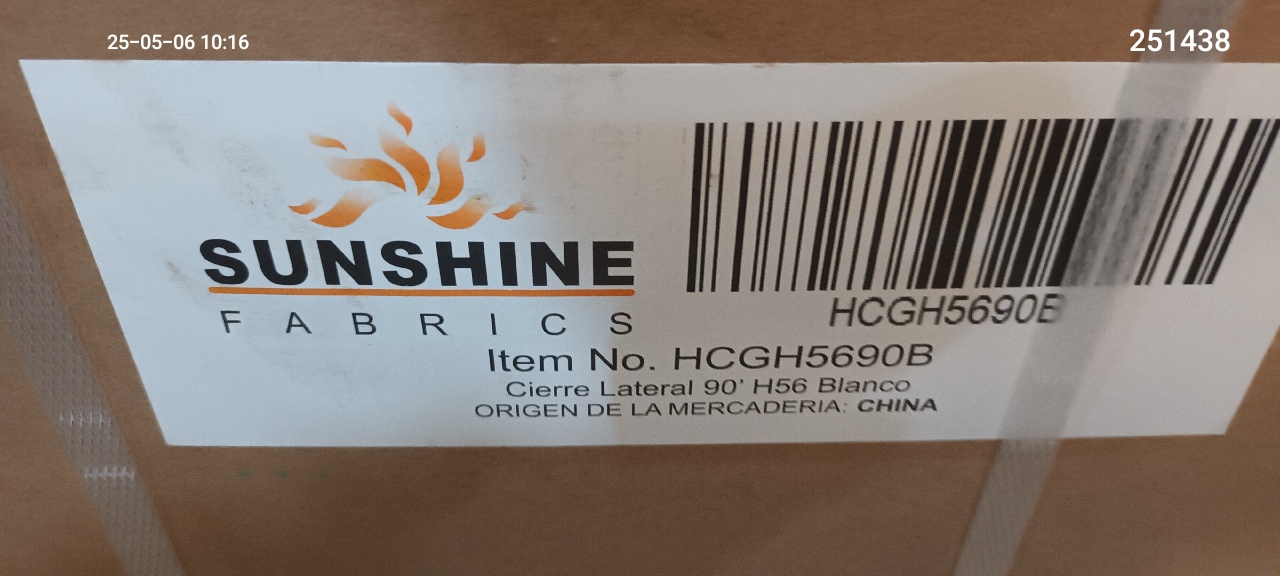 25-05-06 10:16
251438
SUNSHINE
FABRICS
HCGH5690B
Item No. HCGH5690B
Cierre Lateral 90' H56 Blanco
ORIGEN DE LA MERCADERIA: CHINA